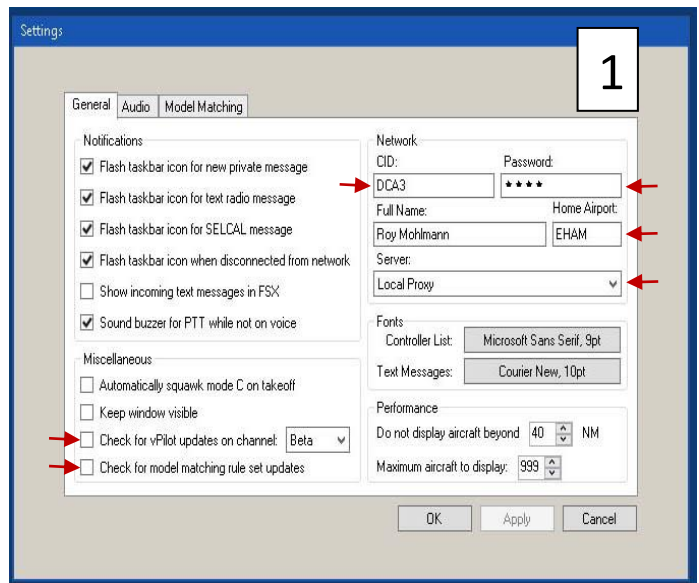 Settings
1
General Audio Model Matching
Notifications
Flash taskbar icon for new private message
Flash taskbar icon for text radio message
Flash taskbar icon for SELCAL message
Flash taskbar icon when disconnected from network
Show incoming text messages in FSX
Sound buzzer for PTT while not on voice
Miscellaneous
Automatically squawk mode C on takeoff
Keep window visible
Check for vPilot updates on channel: Beta
Check for model matching rule set updates
Network
CID: Password:
DCA3 ****
Full Name: Home Airport:
Roy Mohlmann EHAM
Server:
Local Proxy
Fonts
Controller List: Microsoft Sans Serif, 9pt
Text Messages: Courier New, 10pt
Performance
Do not display aircraft beyond 40 NM
Maximum aircraft to display: 999
OK Apply Cancel